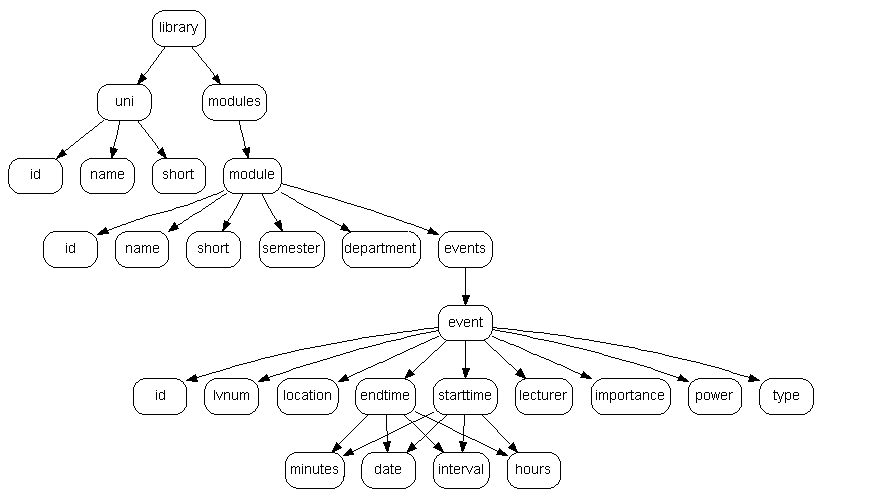 library
uni modules
id name short module
id name short semester department events
event
id lvnum location endtime starttime lecturer importance power type
minutes date interval hours